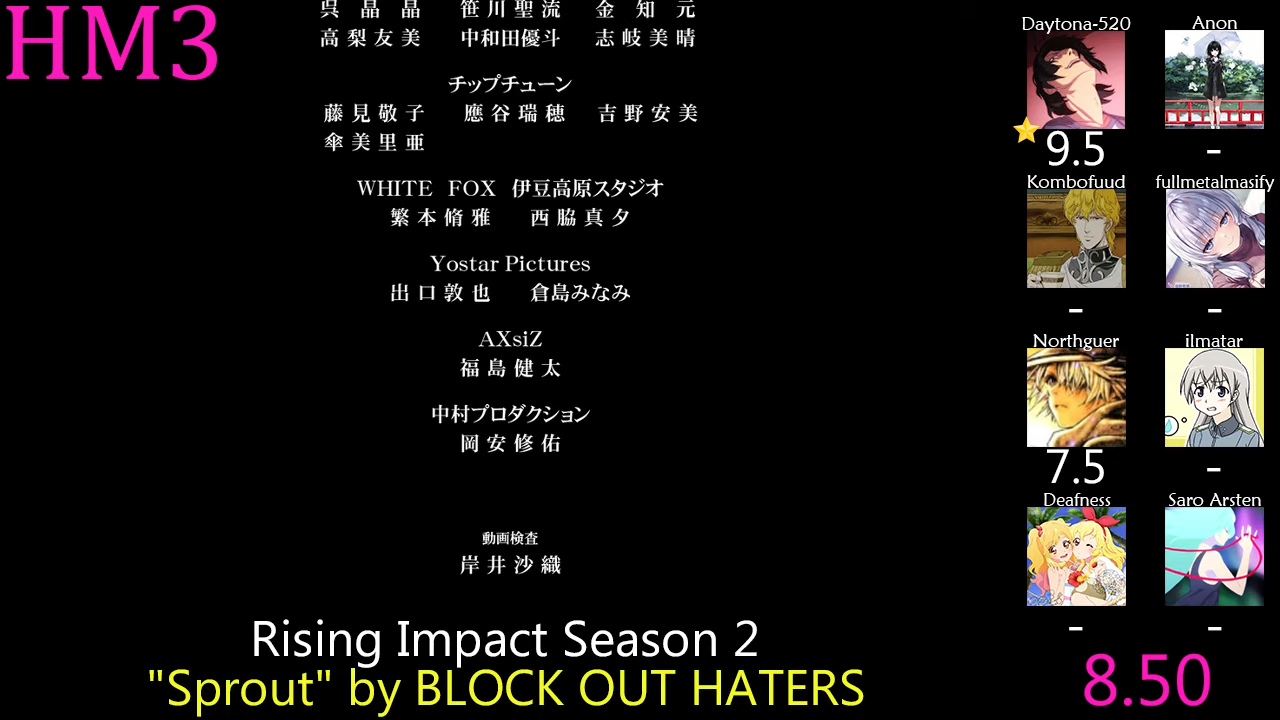 HM3
呉 晶 晶 笹川聖流 金 知 元
高梨友美 中和田優斗 志岐美晴
チップチューン
藤見敬子 應谷瑞穂 吉野安美
傘美里亜
WHITE FOX 伊豆高原スタジオ
繁本脩雅 西脇真夕
Yostar Pictures
出口敦也 倉島みなみ
AXsiZ
福島健太
中村プロダクション
岡安修佑
動画検査
岸井沙織
Rising Impact Season 2
"Sprout" by BLOCK OUT HATERS
Daytona-520 Anon
9.5 -
Kombofuud fullmetalmasify
- -
Northguer ilmatar
7.5 -
Deafness Saro Arsten
- -
8.50